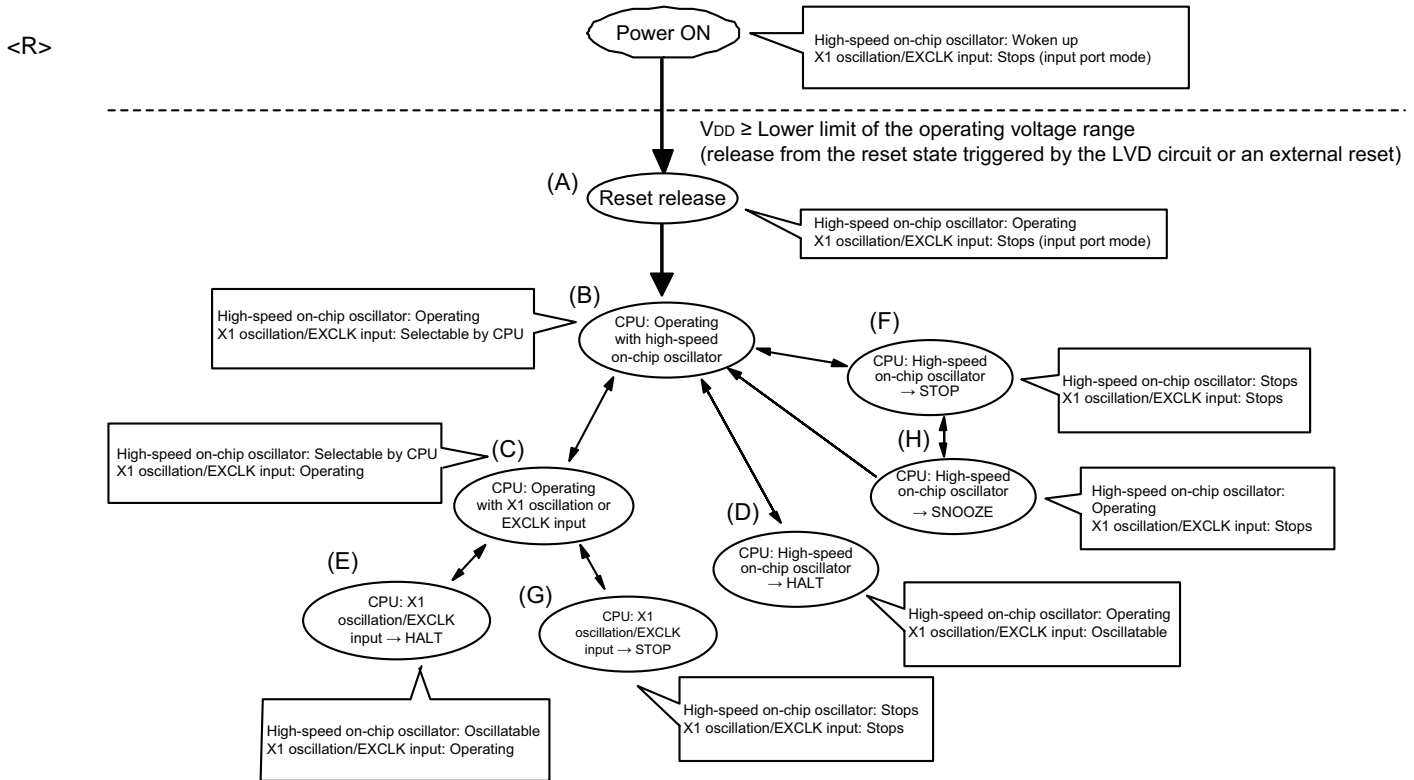 <R>
Power ON
High-speed on-chip oscillator: Woken up
X1 oscillation/EXCLK input: Stops (input port mode)
VDD ≥ Lower limit of the operating voltage range
(release from the reset state triggered by the LVD circuit or an external reset)
(A)
Reset release
High-speed on-chip oscillator: Operating
X1 oscillation/EXCLK input: Stops (input port mode)
(B)
High-speed on-chip oscillator: Operating
X1 oscillation/EXCLK input: Selectable by CPU
CPU: Operating
with high-speed
on-chip oscillator
(F)
CPU: High-speed
on-chip oscillator
→ STOP
High-speed on-chip oscillator: Stops
X1 oscillation/EXCLK input: Stops
(C)
High-speed on-chip oscillator: Selectable by CPU
X1 oscillation/EXCLK input: Operating
CPU: Operating
with X1 oscillation or
EXCLK input
(H)
CPU: High-speed
on-chip oscillator
→ SNOOZE
High-speed on-chip oscillator:
Operating
X1 oscillation/EXCLK input: Stops
(D)
CPU: High-speed
on-chip oscillator
→ HALT
High-speed on-chip oscillator: Operating
X1 oscillation/EXCLK input: Oscillatable
(E)
CPU: X1
oscillation/EXCLK
input → HALT
(G)
CPU: X1
oscillation/EXCLK
input → STOP
High-speed on-chip oscillator: Oscillatable
X1 oscillation/EXCLK input: Operating
High-speed on-chip oscillator: Stops
X1 oscillation/EXCLK input: Stops